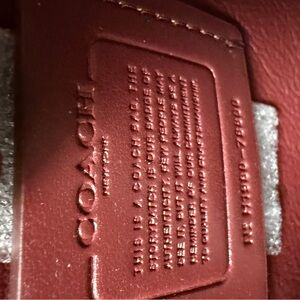 COACH
NEW YORK
THIS IS A COACH BAG. THE
STORYPATCH IS OUR BADGE OF
AUTHENTICITY. FEW PEOPLE MAY
SEE IT, BUT IT WILL ALWAYS BE A
REMINDER OF OUR COMMITMENT
TO QUALITY AND CRAFTSMANSHIP.